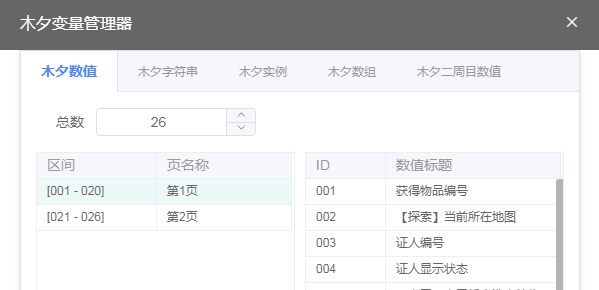 木夕变量管理器
木夕数值 木夕字符串 木夕实例 木夕数组 木夕二周目数值
总数 26
区间 页名称 ID 数值标题
[001 - 020] 第1页 001 获得物品编号
[021 - 026] 第2页 002 【探索】当前所在地图
003 证人编号
004 证人显示状态